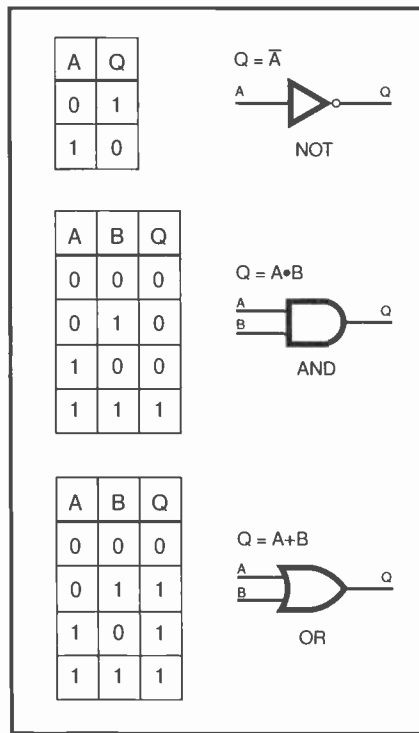 A Q
0 1
1 0
Q = A̅
A Q
NOT
A B Q
0 0 0
0 1 0
1 0 0
1 1 1
Q = A•B
A
B
Q
AND
A B Q
0 0 0
0 1 1
1 0 1
1 1 1
Q = A+B
A
B
Q
OR